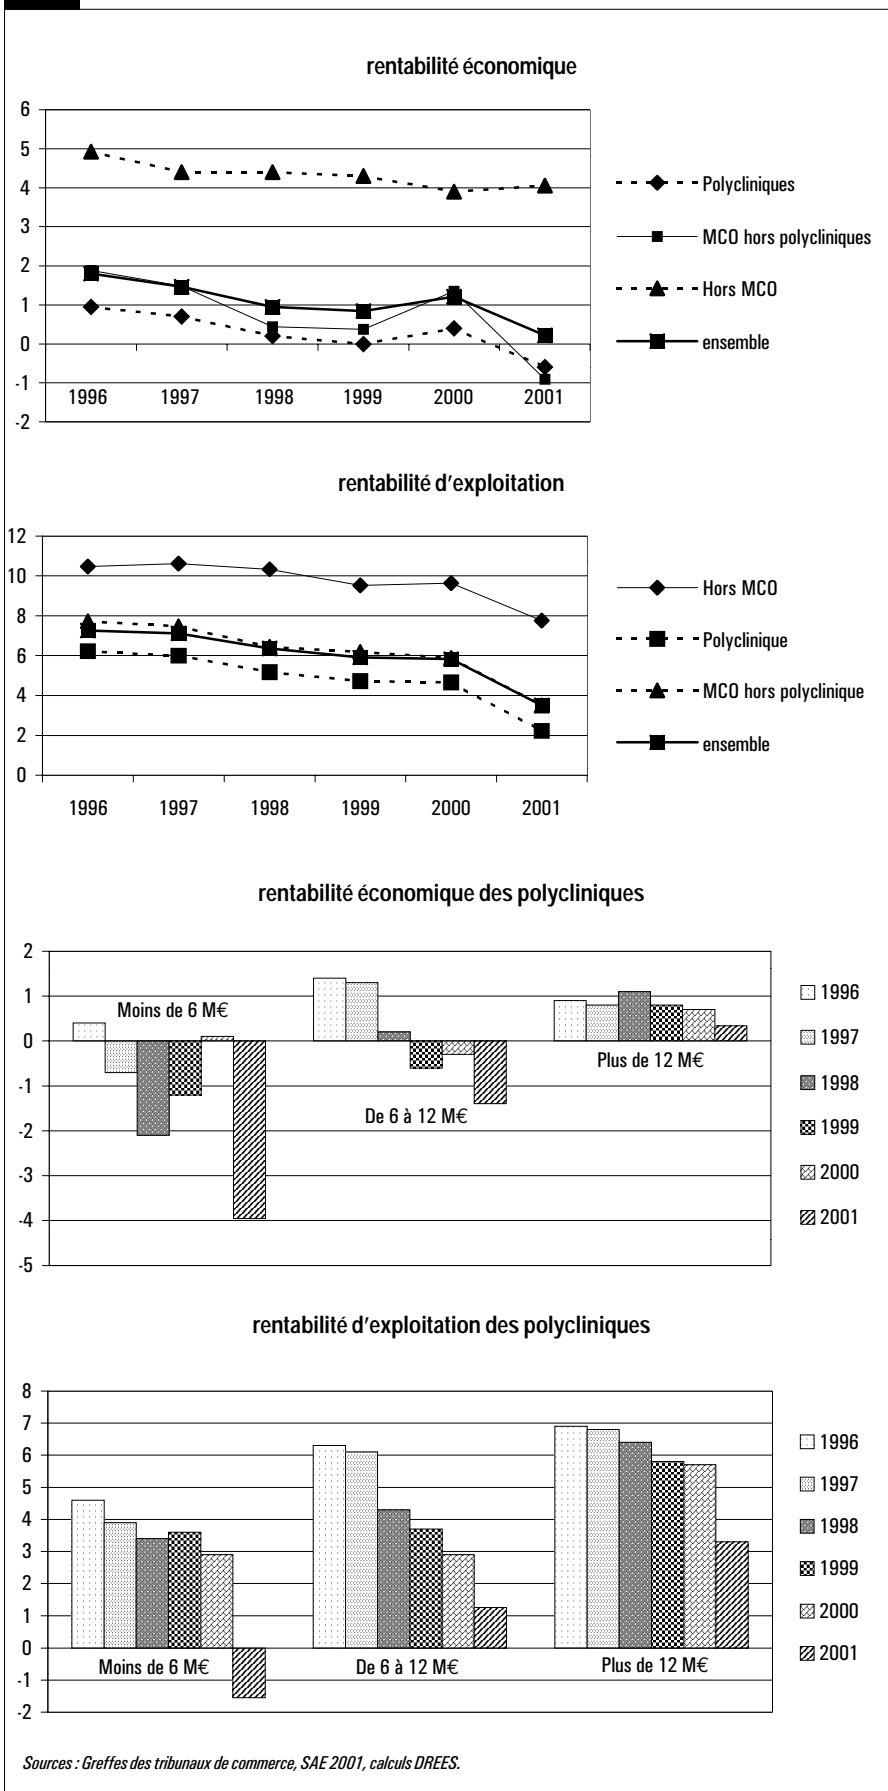 rentabilité économique
6
5
4
3
2
1
0
-1
-2
1996 1997 1998 1999 2000 2001
Polycliniques
MCO hors polycliniques
Hors MCO
ensemble
rentabilité d'exploitation
12
10
8
6
4
2
0
1996 1997 1998 1999 2000 2001
Hors MCO
Polyclinique
MCO hors polyclinique
ensemble
rentabilité économique des polycliniques
2
1
0
-1
-2
-3
-4
-5
Moins de 6 M€
De 6 à 12 M€
Plus de 12 M€
1996
1997
1998
1999
2000
2001
rentabilité d'exploitation des polycliniques
8
7
6
5
4
3
2
1
0
-1
-2
Moins de 6 M€
De 6 à 12 M€
Plus de 12 M€
1996
1997
1998
1999
2000
2001
Sources : Greffes des tribunaux de commerce, SAE 2001, calculs DREES.